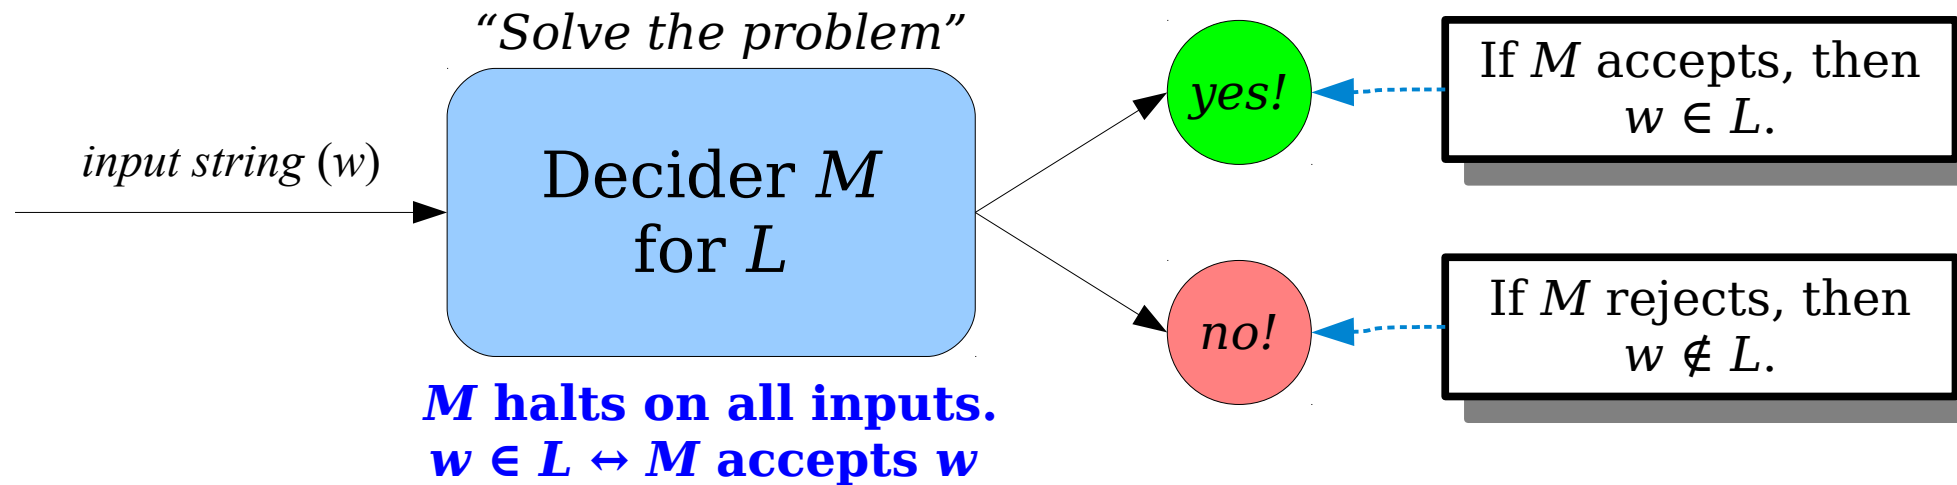 “Solve the problem”
input string (w)
Decider M
for L
M halts on all inputs.
w ∈ L ↔ M accepts w
yes!
If M accepts, then
w ∈ L.
no!
If M rejects, then
w ∉ L.